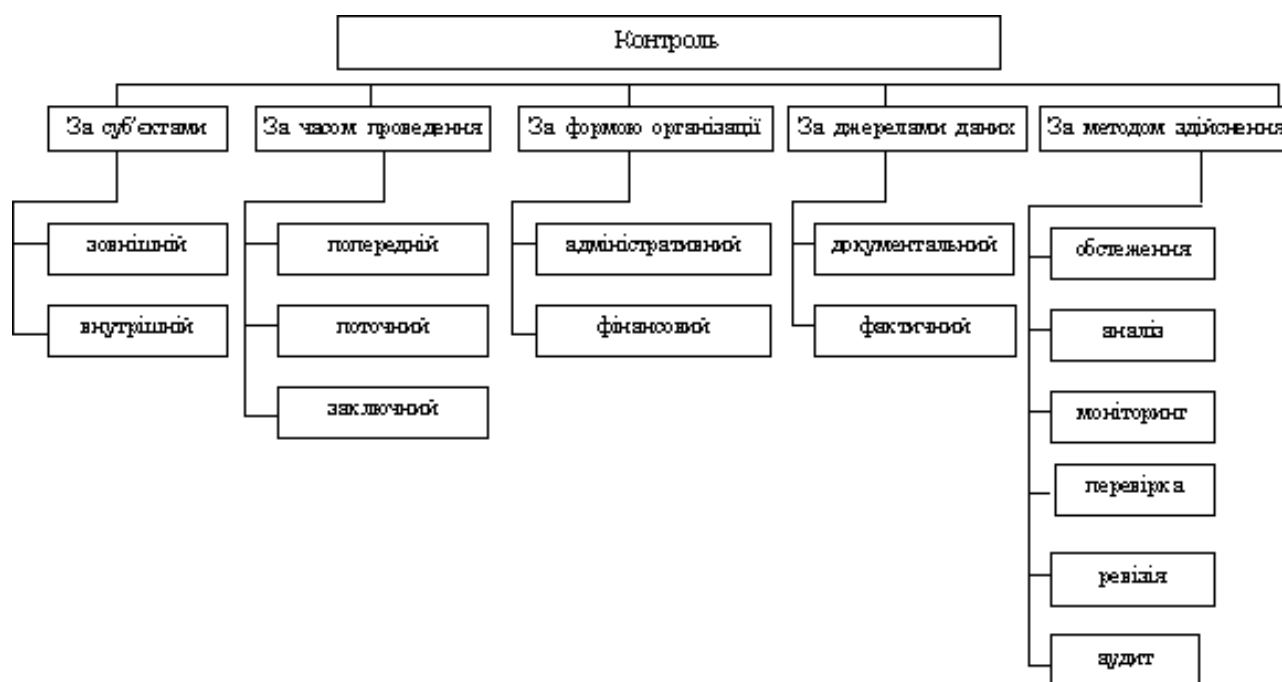 Контроль
За суб'єктами
За часом проведення
За формою організації
За джерелами даних
За методом здійснення
зовнішній
внутрішній
попередній
поточний
заключний
адміністративний
фінансовий
документальний
фактичний
обстеження
аналіз
моніторинг
перевірка
ревізія
аудит